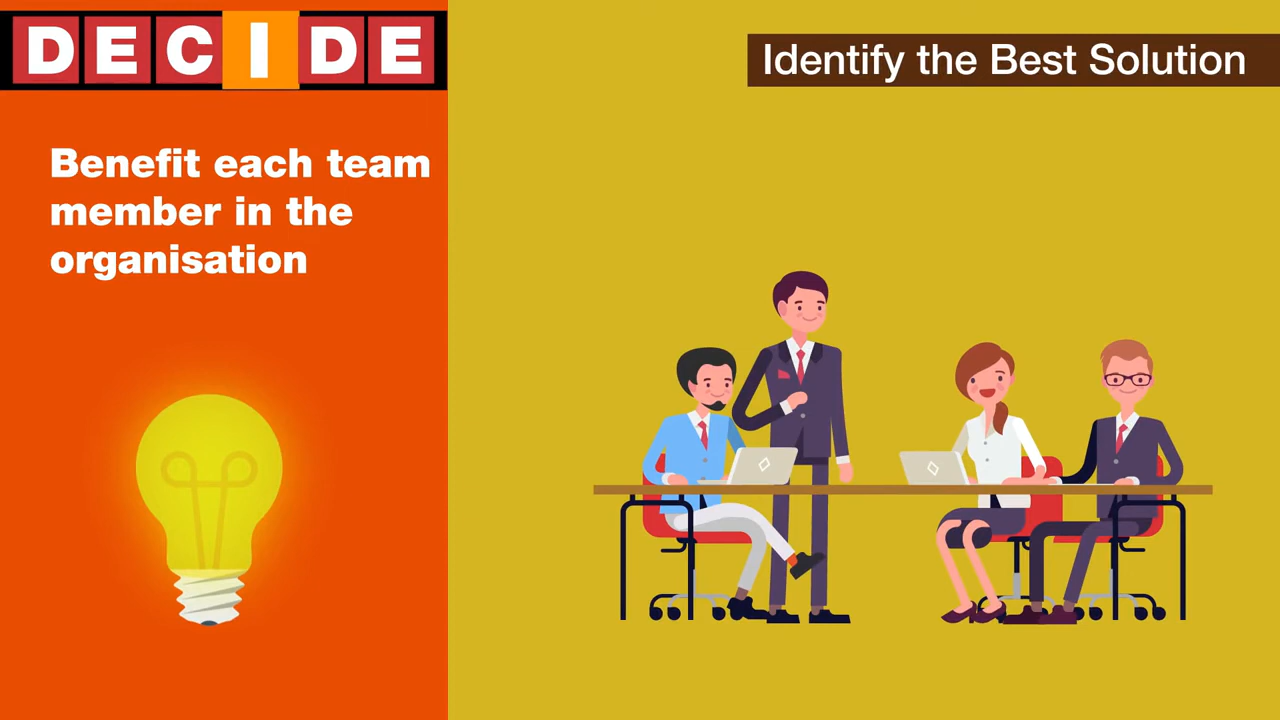 DECIDE
Identify the Best Solution
Benefit each team
member in the
organisation